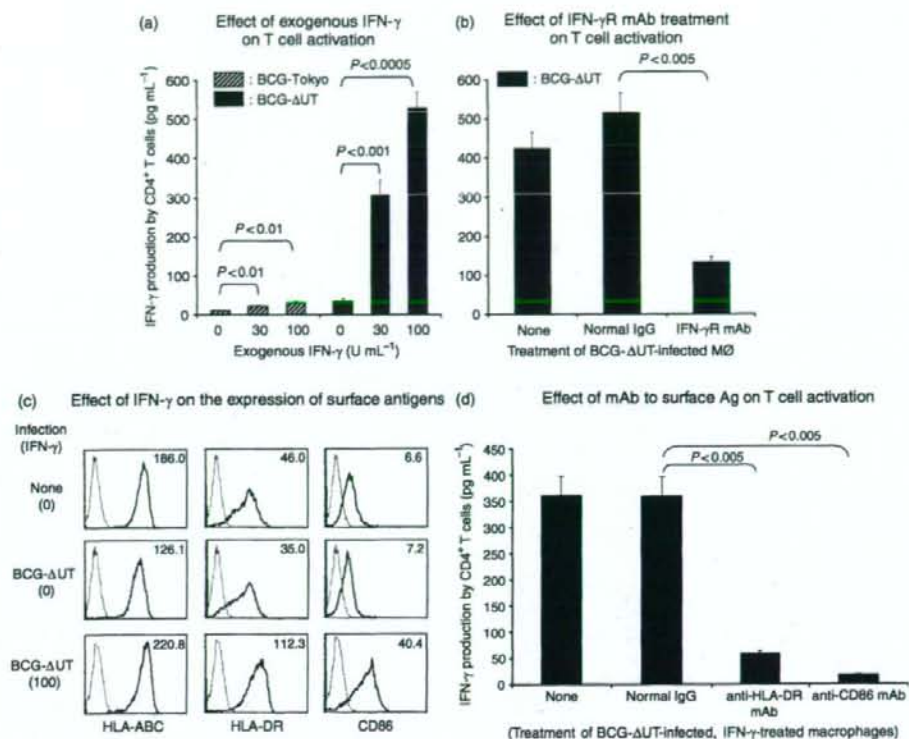 (a) Effect of exogenous IFN-γ
on T cell activation
: BCG-Tokyo
: BCG-ΔUT
P<0.0005
P<0.001
P<0.01
P<0.01
IFN-γ production by CD4⁺ T cells (pg mL⁻¹)
600
500
400
300
200
100
0
0 30 100 0 30 100
Exogenous IFN-γ (U mL⁻¹)
(b) Effect of IFN-γR mAb treatment
on T cell activation
: BCG-ΔUT
P<0.005
600
500
400
300
200
100
0
None Normal IgG IFN-γR mAb
Treatment of BCG-ΔUT-infected MØ
(c) Effect of IFN-γ on the expression of surface antigens
Infection
(IFN-γ)
None
(0)
186.0 46.0 6.6
BCG-ΔUT
(0)
126.1 35.0 7.2
BCG-ΔUT
(100)
220.8 112.3 40.4
HLA-ABC HLA-DR CD86
(d) Effect of mAb to surface Ag on T cell activation
P<0.005
P<0.005
IFN-γ production by CD4⁺ T cells (pg mL⁻¹)
450
400
350
300
250
200
150
100
50
0
None Normal IgG anti-HLA-DR anti-CD86 mAb
mAb
(Treatment of BCG-ΔUT-infected, IFN-γ-treated macrophages)